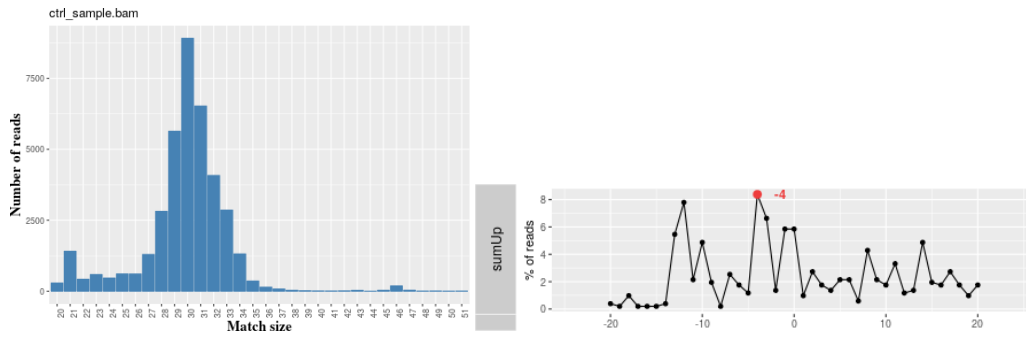 ctrl_sample.bam
Number of reads
7500
5000
2500
0
20 21 22 23 24 25 26 27 28 29 30 31 32 33 34 35 36 37 38 39 40 41 42 43 44 45 46 47 48 49 50 51
Match size
sumUp
% of reads
8
6
4
2
0
-4
-20 -10 0 10 20